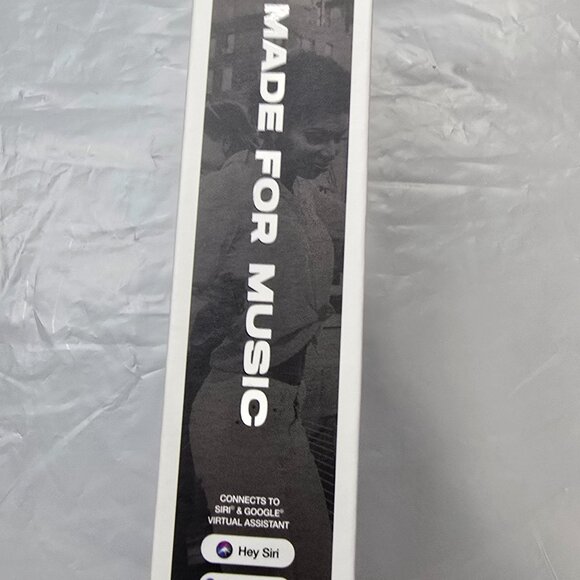 MADE FOR MUSIC
CONNECTS TO
SIRI® & GOOGLE®
VIRTUAL ASSISTANT
Hey Siri